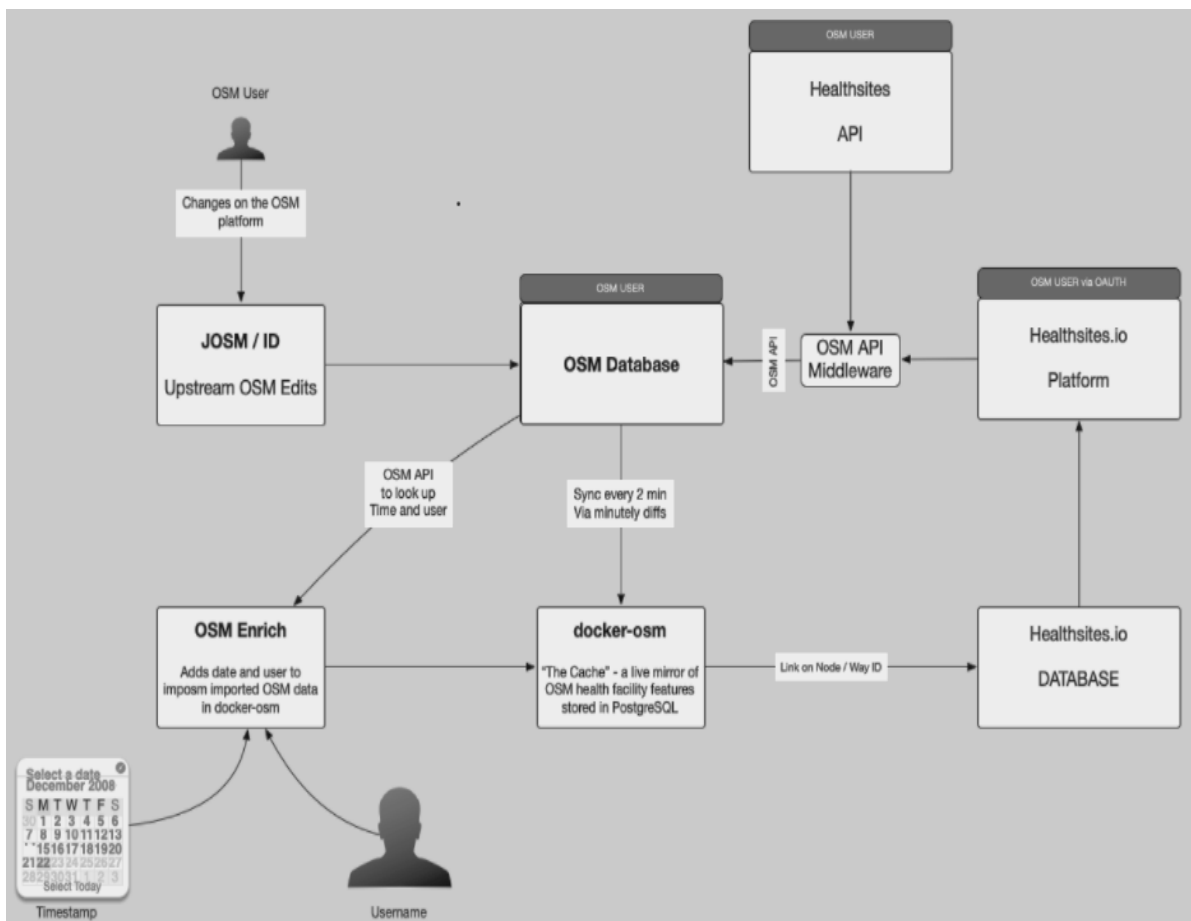 OSM USER
Healthsites
API
OSM User
Changes on the OSM
platform
OSM USER
OSM USER via OAUTH
JOSM / ID
Upstream OSM Edits
OSM Database
OSM API
OSM API
Middleware
Healthsites.io
Platform
OSM API
to look up
Time and user
Sync every 2 min
Via minutely diffs
OSM Enrich
Adds date and user to
imposm imported OSM data
in docker-osm
docker-osm
“The Cache” - a live mirror of
OSM health facility features
stored in PostgreSQL
Link on Node / Way ID
Healthsites.io
DATABASE
Select a date
December 2008
S M T W T F S
30 1 2 3 4 5 6
7 8 9 10 11 12 13
15 16 17 18 19 20
21 22 23 24 25 26 27
28 29 30 31 1 2 3
Select Today
Timestamp
Username